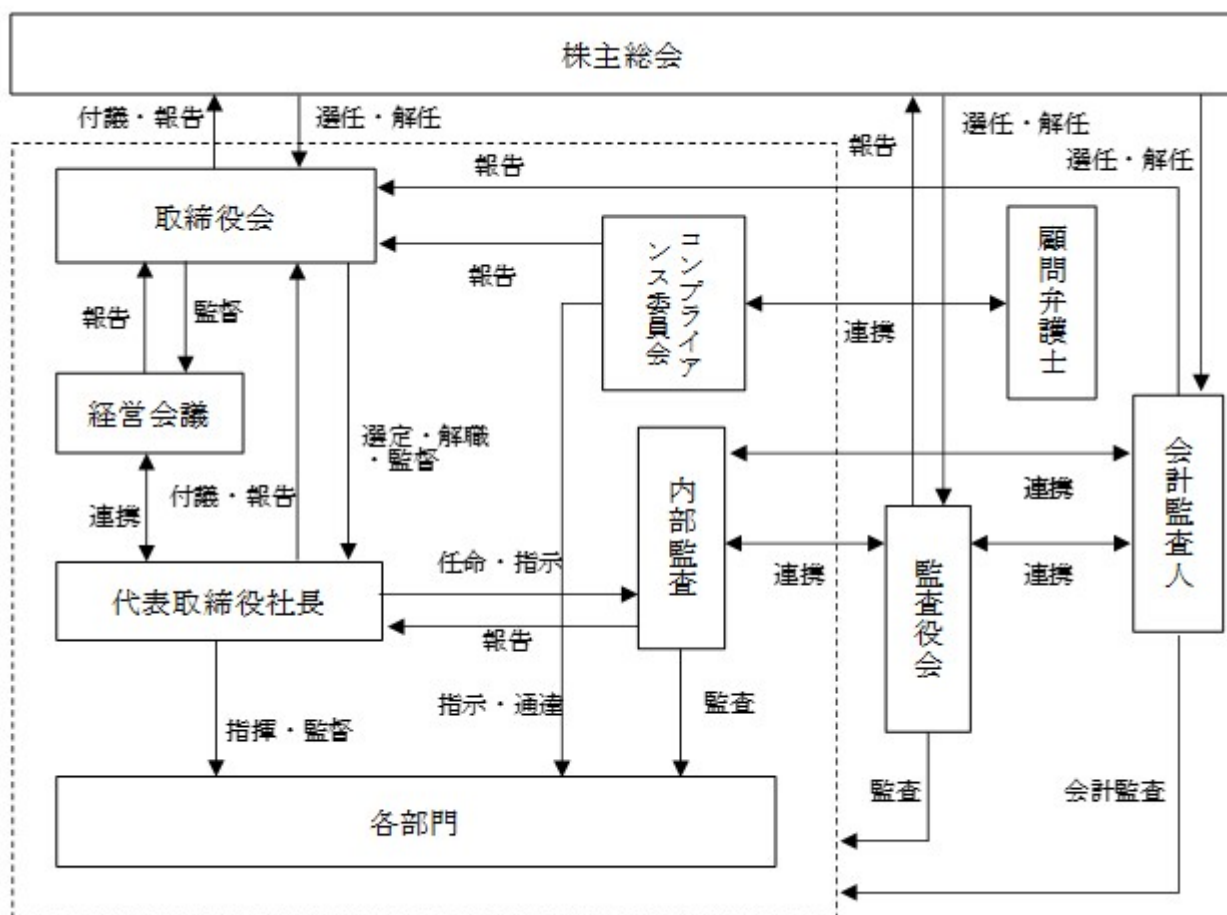 株主総会
付議・報告
選任・解任
報告
選任・解任
選任・解任
報告
取締役会
コンプライア
ンス委員会
顧問弁護士
報告
報告
監督
連携
経営会議
選定・解職
・監督
会計監査人
内部監査
連携
付議・報告
連携
監査役会
任命・指示
連携
連携
代表取締役社長
報告
指示・通達
監査
指揮・監督
各部門
監査
会計監査